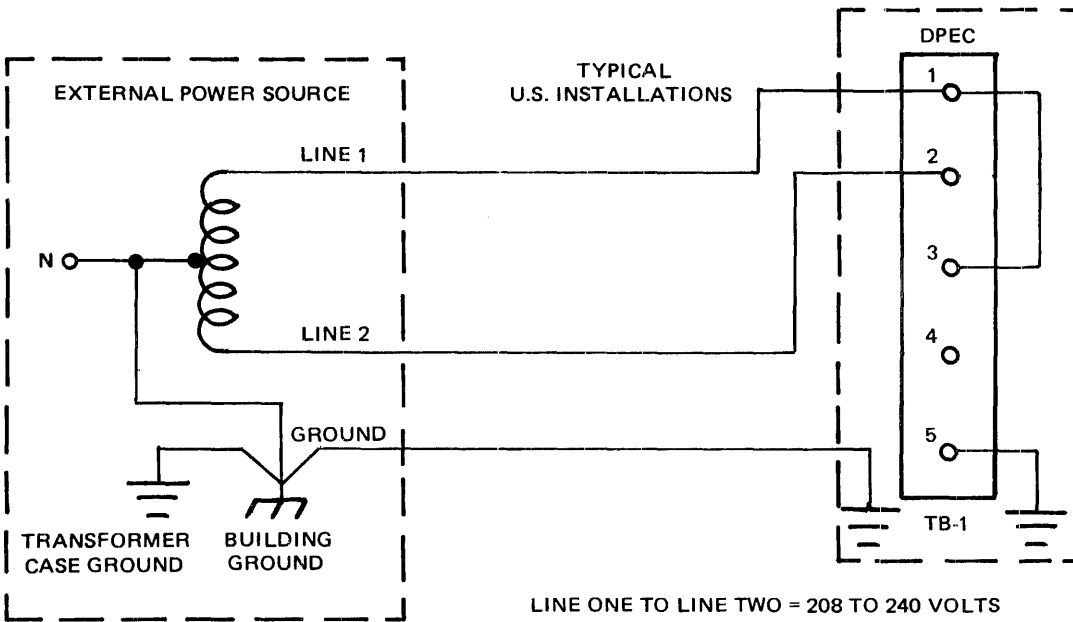 EXTERNAL POWER SOURCE
LINE 1
N
LINE 2
GROUND
TRANSFORMER
CASE GROUND
BUILDING
GROUND
TYPICAL
U.S. INSTALLATIONS
DPEC
1
2
3
4
5
TB-1
LINE ONE TO LINE TWO = 208 TO 240 VOLTS